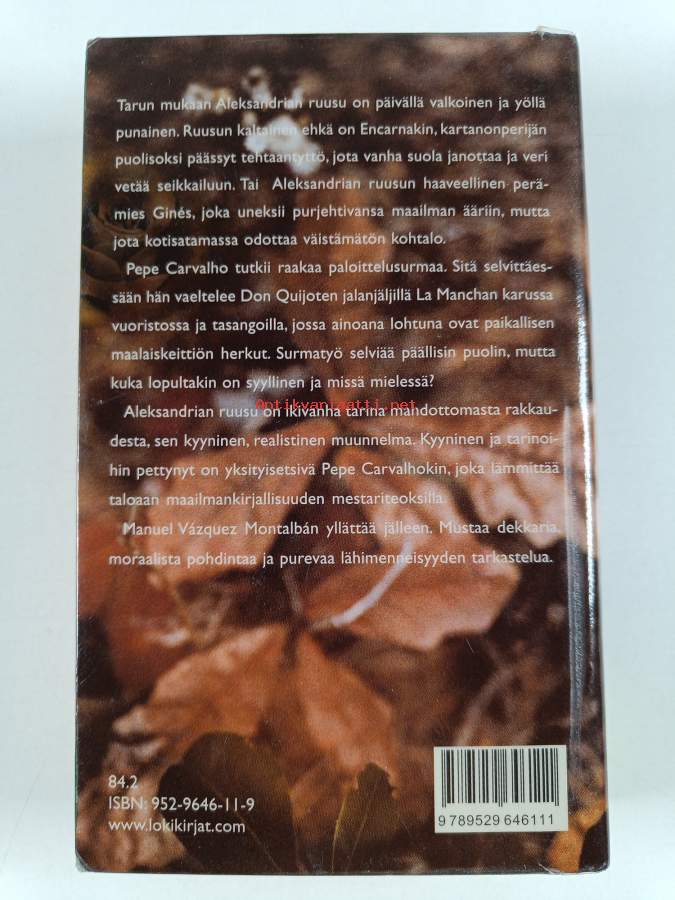 Tarun mukaan Aleksandrian ruusu on päivällä valkoinen ja yöllä
punainen. Ruusun kaltainen ehkä on Encarnakin, kartanonperijän
puolisoksi päässyt tehtaantyttö, jota vanha suola janottaa ja veri
vetää seikkailuun. Tai Aleksandrian ruusun haaveellinen perä-
mies Ginés, joka uneksii purjehtivansa maailman ääriin, mutta
jota kotisatamassa odottaa väistämätön kohtalo.
Pepe Carvalho tutkii raakaa paloittelusurmaa. Sitä selvittäes-
sään hän vaeltelee Don Quijoten jalanjäljillä La Manchan karussa
vuoristossa ja tasangoilla, jossa ainoana lohtuna ovat paikallisen
maalaiskeittiön herkut. Surmatyö selviää päällisin puolin, mutta
kuka lopultakin on syyllinen ja missä mielessä?
Antikvariaatti.net
Aleksandrian ruusu on ikivanha tarina mahdottomasta rakkau-
desta, sen kyyninen, realistinen muunnelma. Kyyninen ja tarinoi-
hin pettynyt on yksityisetsivä Pepe Carvalhokin, joka lämmittää
taloaan maailmankirjallisuuden mestariteoksilla.
Manuel Vázquez Montalbán yllättää jälleen. Mustaa dekkaria,
moraalista pohdintaa ja purevaa lähimenneisyyden tarkastelua.
84.2
ISBN: 952-9646-11-9
www.lokikirjat.com
9 789529 646111